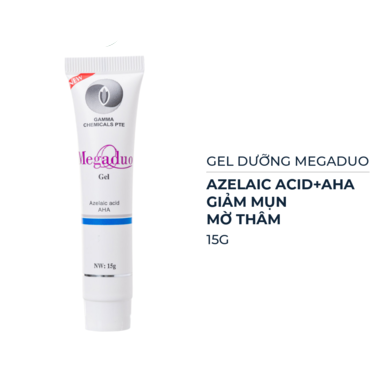 NEW
GAMMA
CHEMICALS PTE
Megaduo
Gel
Azelaic acid
AHA
NW: 15g
GEL DƯỠNG MEGADUO
AZELAIC ACID+AHA
GIẢM MỤN
MỜ THÂM
15G